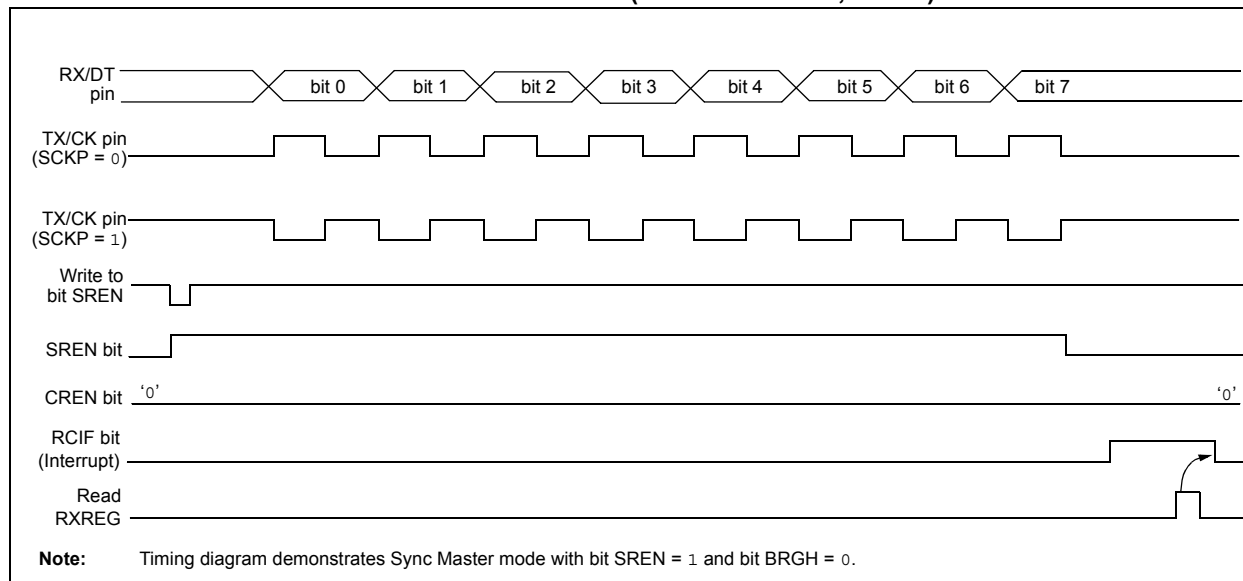 RX/DT
pin
bit 0 bit 1 bit 2 bit 3 bit 4 bit 5 bit 6 bit 7
TX/CK pin
(SCKP = 0)
TX/CK pin
(SCKP = 1)
Write to
bit SREN
SREN bit
CREN bit ‘0’ ‘0’
RCIF bit
(Interrupt)
Read
RXREG
Note: Timing diagram demonstrates Sync Master mode with bit SREN = 1 and bit BRGH = 0.